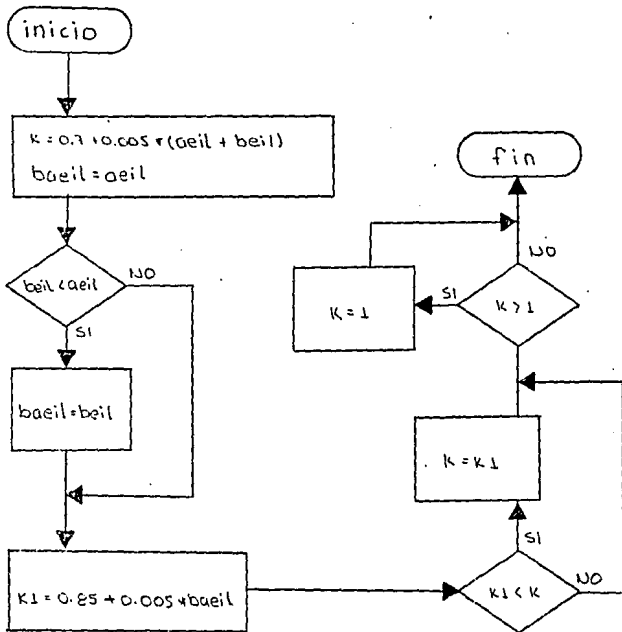 inicio
K = 0.7 + 0.005 * (aeil + beil)
baeil = aeil
beil < aeil
NO
SI
baeil = beil
K1 = 0.85 + 0.005 * baeil
K1 < K
NO
SI
K = K1
K > 1
SI
NO
K = 1
fin